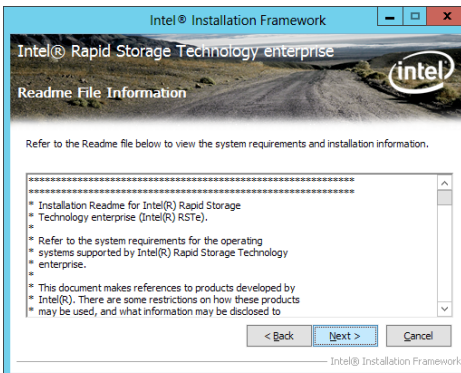 Intel® Installation Framework
Intel® Rapid Storage Technology enterprise
intel
Readme File Information
Refer to the Readme file below to view the system requirements and installation information.
************************************************************
************************************************************
* Installation Readme for Intel(R) Rapid Storage
* Technology enterprise (Intel(R) RSTe).
*
* Refer to the system requirements for the operating
* systems supported by Intel(R) Rapid Storage Technology
* enterprise.
*
* This document makes references to products developed by
* Intel(R). There are some restrictions on how these products
* may be used, and what information may be disclosed to
< Back Next > Cancel
Intel® Installation Framework